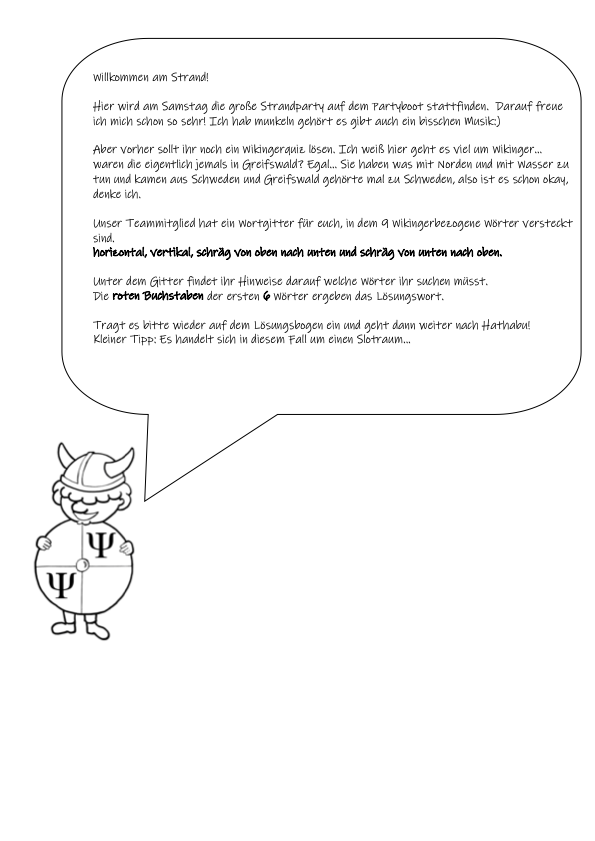 Willkommen am Strand!
Hier wird am Samstag die große Strandparty auf dem Partyboot stattfinden. Darauf freue
ich mich schon so sehr! Ich hab munkeln gehört es gibt auch ein bisschen Musik:)
Aber vorher sollt ihr noch ein Wikingerquiz lösen. Ich weiß hier geht es viel um Wikinger...
waren die eigentlich jemals in Greifswald? Egal... Sie haben was mit Norden und mit Wasser zu
tun und kamen aus Schweden und Greifswald gehörte mal zu Schweden, also ist es schon okay,
denke ich.
Unser Teammitglied hat ein Wortgitter für euch, in dem 9 Wikingerbezogene Wörter versteckt
sind.
horizontal, vertikal, schräg von oben nach unten und schräg von unten nach oben.
Unter dem Gitter findet ihr Hinweise darauf welche Wörter ihr suchen müsst.
Die roten Buchstaben der ersten 6 Wörter ergeben das Lösungswort.
Tragt es bitte wieder auf dem Lösungsbogen ein und geht dann weiter nach Hathabu!
Kleiner Tipp: Es handelt sich in diesem Fall um einen Slotraum...
Ψ
Ψ